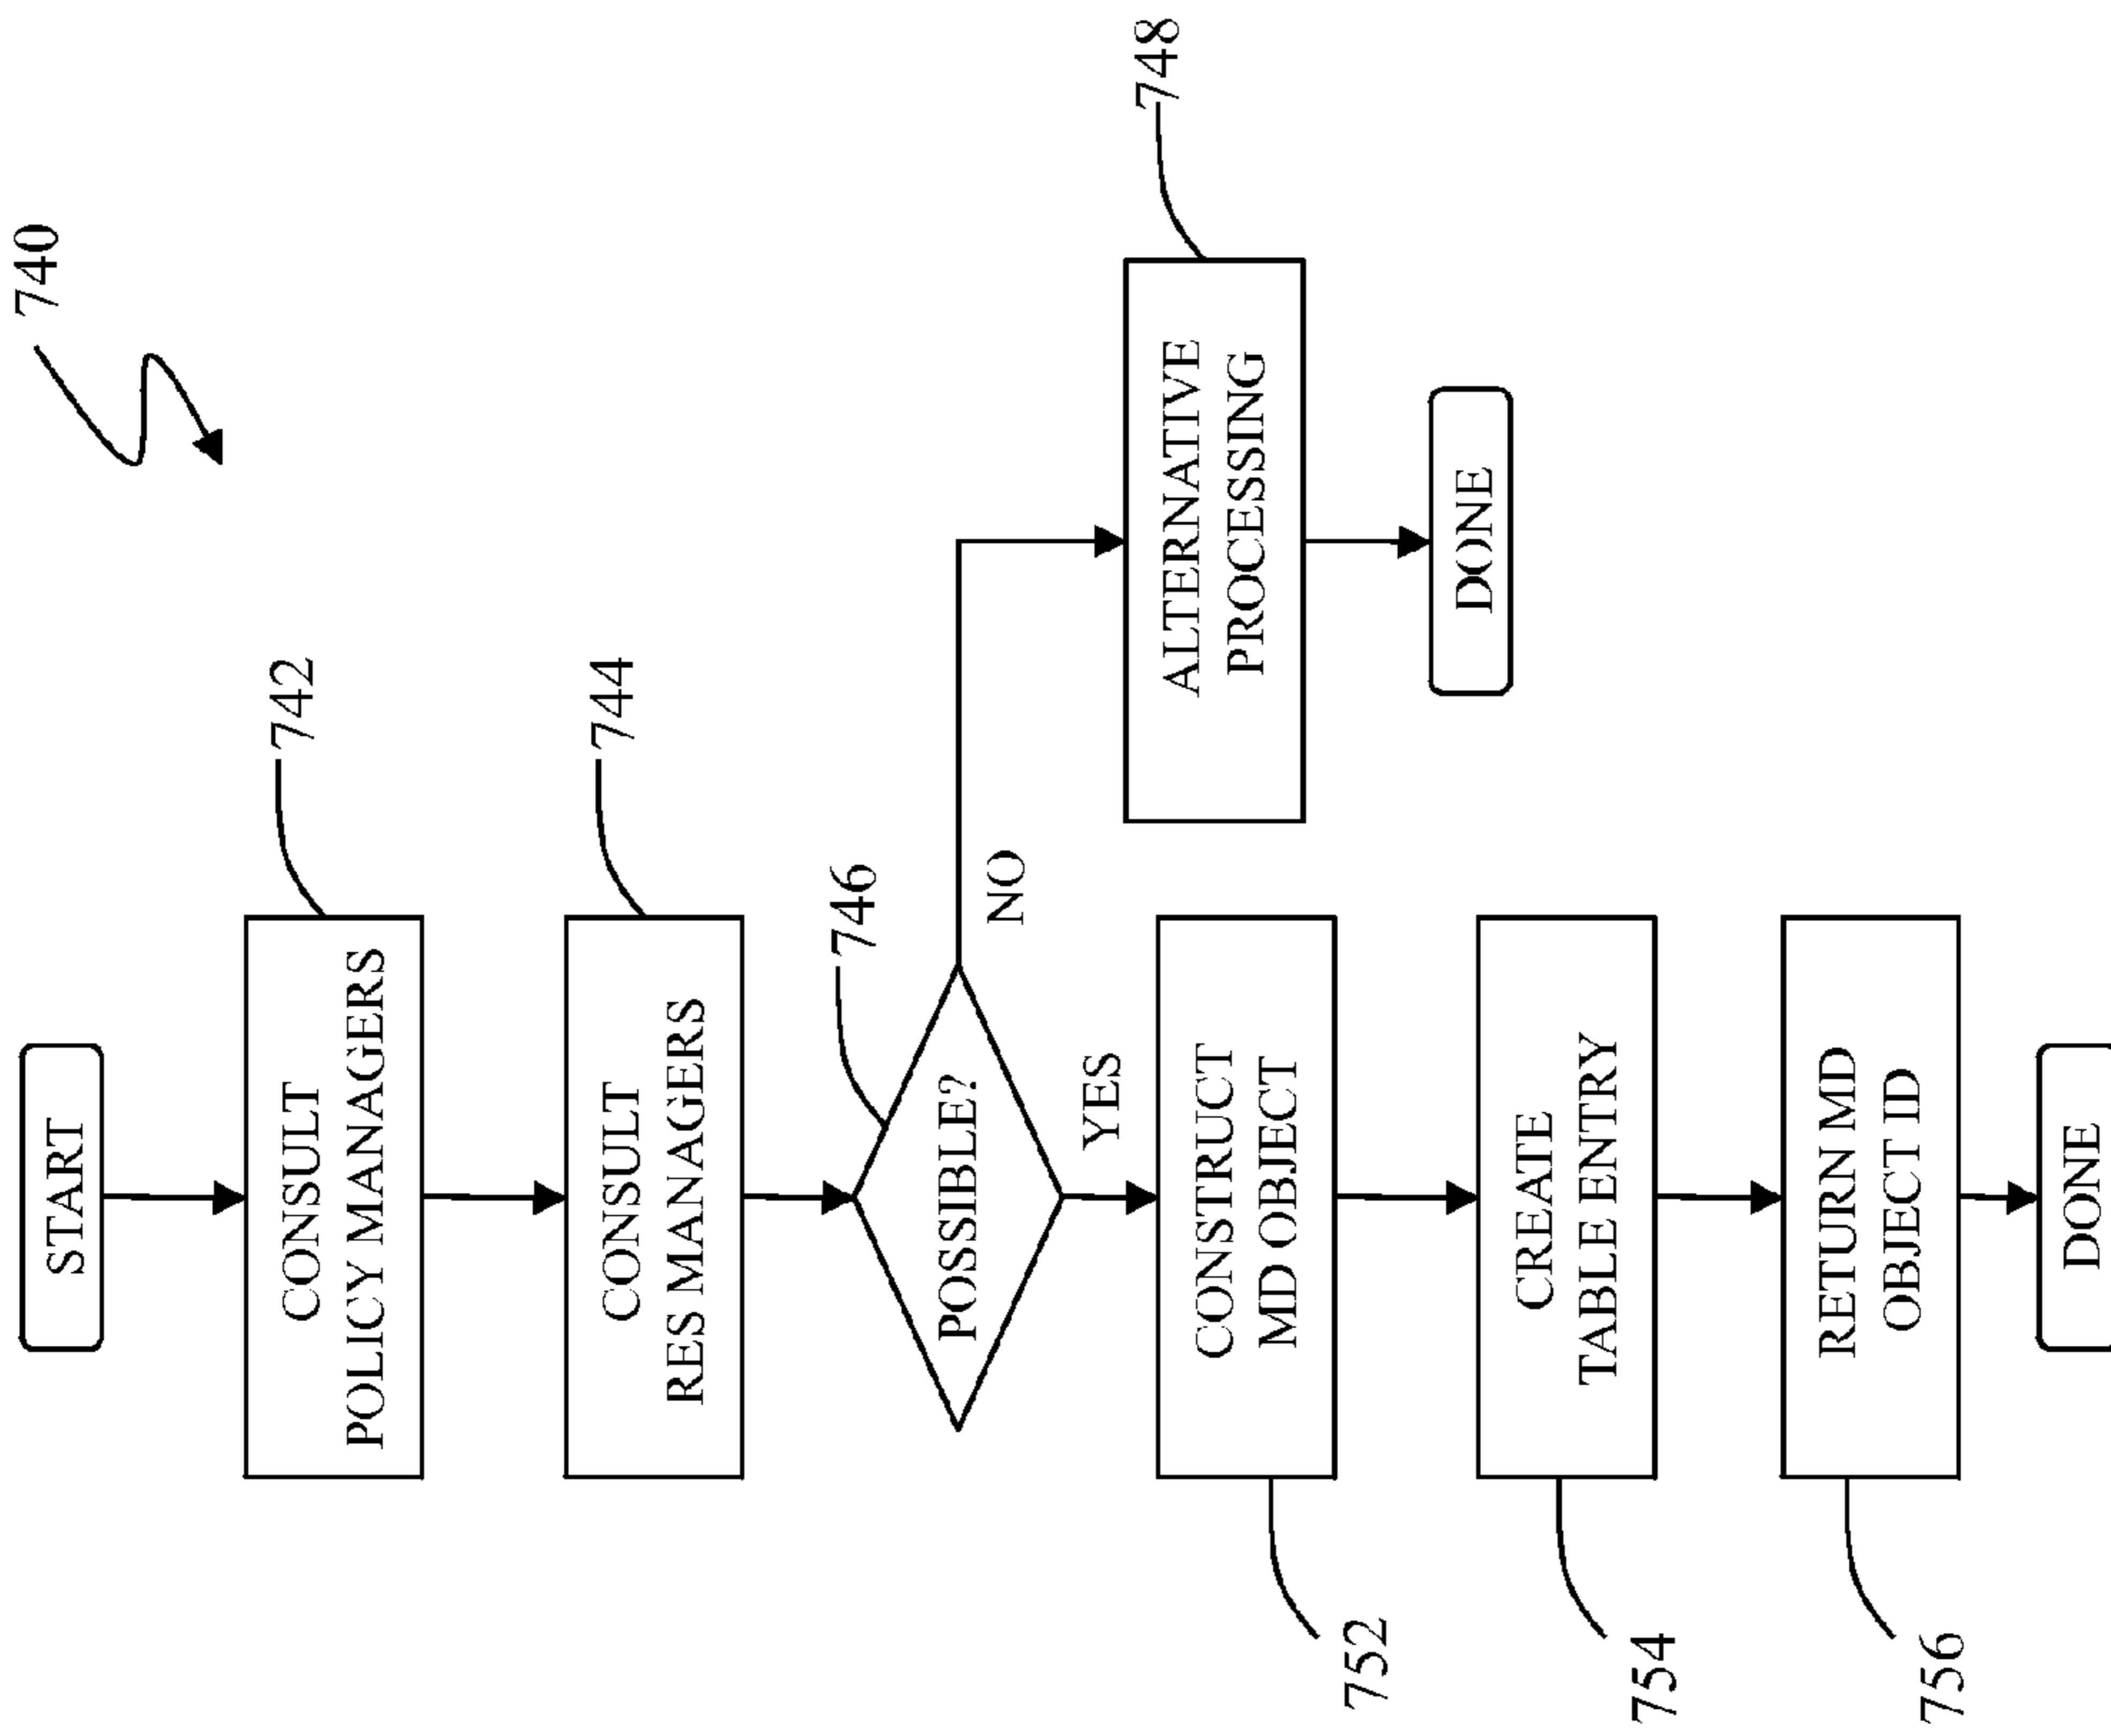 740
START
CONSULT
POLICY MANAGERS
742
CONSULT
RES MANAGERS
744
POSSIBLE?
746
NO
YES
ALTERNATIVE
PROCESSING
748
DONE
CONSTRUCT
MD OBJECT
752
CREATE
TABLE ENTRY
754
RETURN MD
OBJECT ID
756
DONE